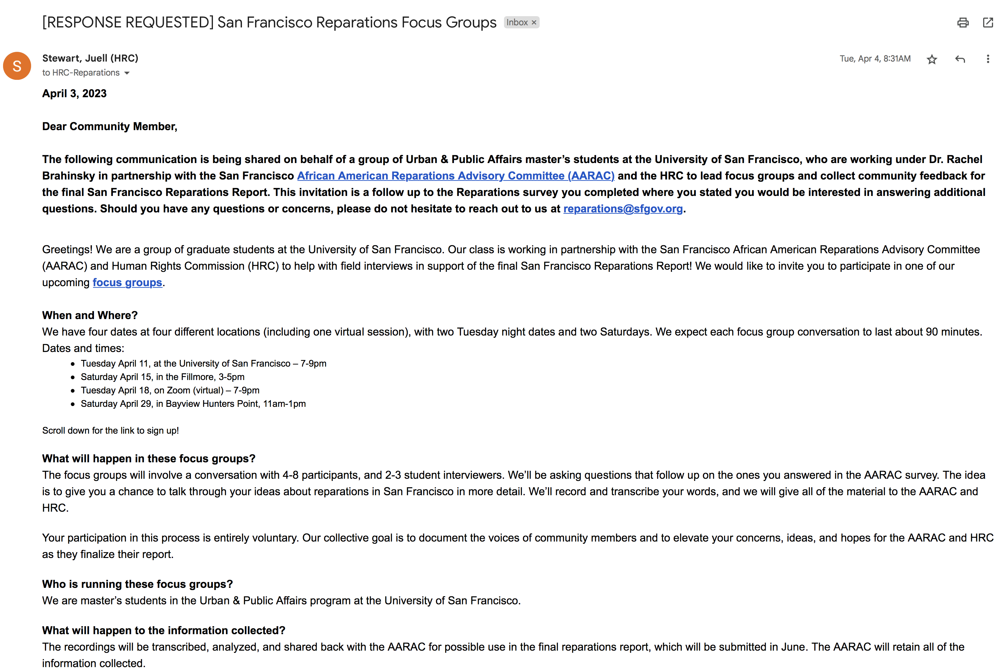 [RESPONSE REQUESTED] San Francisco Reparations Focus Groups Inbox ×
S
Stewart, Juell (HRC)
Tue, Apr 4, 8:31AM
to HRC-Reparations
April 3, 2023
Dear Community Member,
The following communication is being shared on behalf of a group of Urban & Public Affairs master’s students at the University of San Francisco, who are working under Dr. Rachel
Brahinsky in partnership with the San Francisco African American Reparations Advisory Committee (AARAC) and the HRC to lead focus groups and collect community feedback for
the final San Francisco Reparations Report. This invitation is a follow up to the Reparations survey you completed where you stated you would be interested in answering additional
questions. Should you have any questions or concerns, please do not hesitate to reach out to us at reparations@sfgov.org.
Greetings! We are a group of graduate students at the University of San Francisco. Our class is working in partnership with the San Francisco African American Reparations Advisory Committee
(AARAC) and Human Rights Commission (HRC) to help with field interviews in support of the final San Francisco Reparations Report! We would like to invite you to participate in one of our
upcoming focus groups.
When and Where?
We have four dates at four different locations (including one virtual session), with two Tuesday night dates and two Saturdays. We expect each focus group conversation to last about 90 minutes.
Dates and times:
● Tuesday April 11, at the University of San Francisco – 7-9pm
● Saturday April 15, in the Fillmore, 3-5pm
● Tuesday April 18, on Zoom (virtual) – 7-9pm
● Saturday April 29, in Bayview Hunters Point, 11am-1pm
Scroll down for the link to sign up!
What will happen in these focus groups?
The focus groups will involve a conversation with 4-8 participants, and 2-3 student interviewers. We’ll be asking questions that follow up on the ones you answered in the AARAC survey. The idea
is to give you a chance to talk through your ideas about reparations in San Francisco in more detail. We’ll record and transcribe your words, and we will give all of the material to the AARAC and
HRC.
Your participation in this process is entirely voluntary. Our collective goal is to document the voices of community members and to elevate your concerns, ideas, and hopes for the AARAC and HRC
as they finalize their report.
Who is running these focus groups?
We are master’s students in the Urban & Public Affairs program at the University of San Francisco.
What will happen to the information collected?
The recordings will be transcribed, analyzed, and shared back with the AARAC for possible use in the final reparations report, which will be submitted in June. The AARAC will retain all of the
information collected.